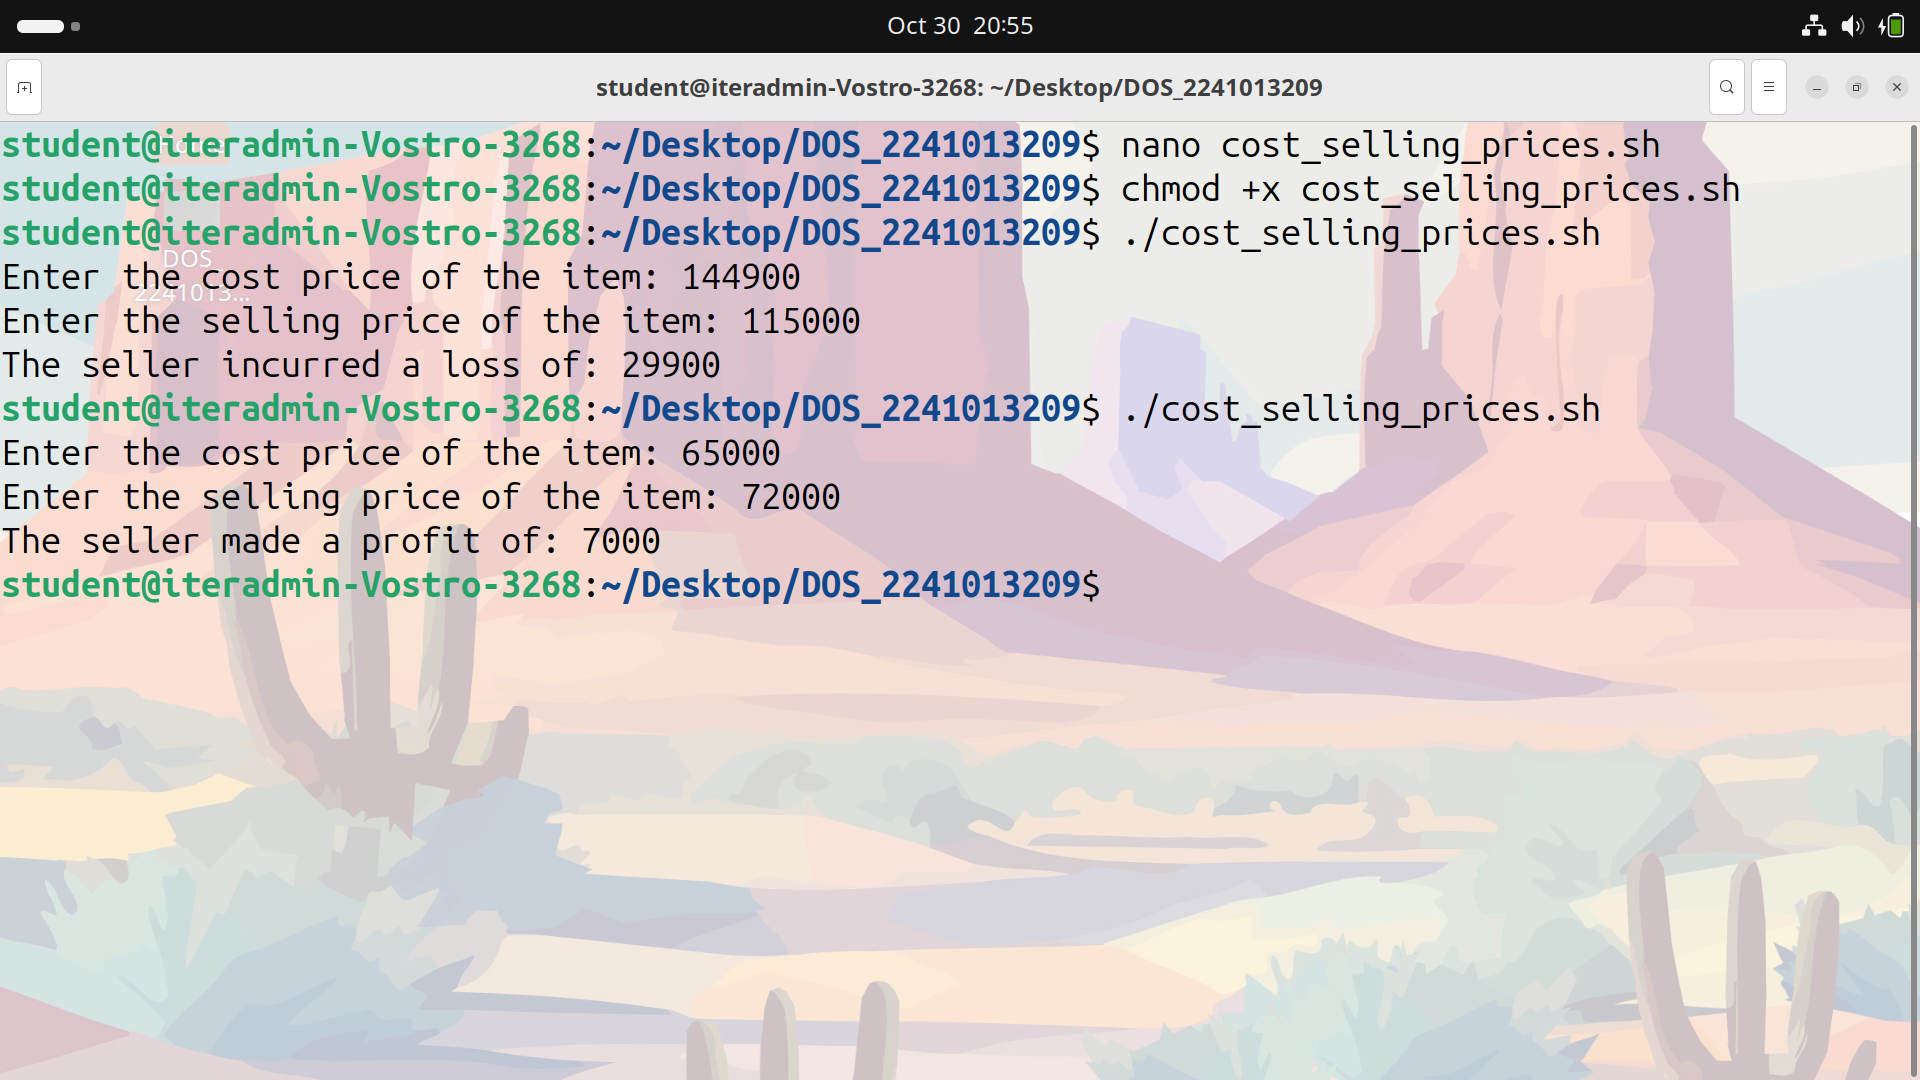 Oct 30 20:55
student@iteradmin-Vostro-3268: ~/Desktop/DOS_2241013209
student@iteradmin-Vostro-3268:~/Desktop/DOS_2241013209$ nano cost_selling_prices.sh
student@iteradmin-Vostro-3268:~/Desktop/DOS_2241013209$ chmod +x cost_selling_prices.sh
student@iteradmin-Vostro-3268:~/Desktop/DOS_2241013209$ ./cost_selling_prices.sh
DOS_
Enter the cost price of the item: 144900
2241013...
Enter the selling price of the item: 115000
The seller incurred a loss of: 29900
student@iteradmin-Vostro-3268:~/Desktop/DOS_2241013209$ ./cost_selling_prices.sh
Enter the cost price of the item: 65000
Enter the selling price of the item: 72000
The seller made a profit of: 7000
student@iteradmin-Vostro-3268:~/Desktop/DOS_2241013209$